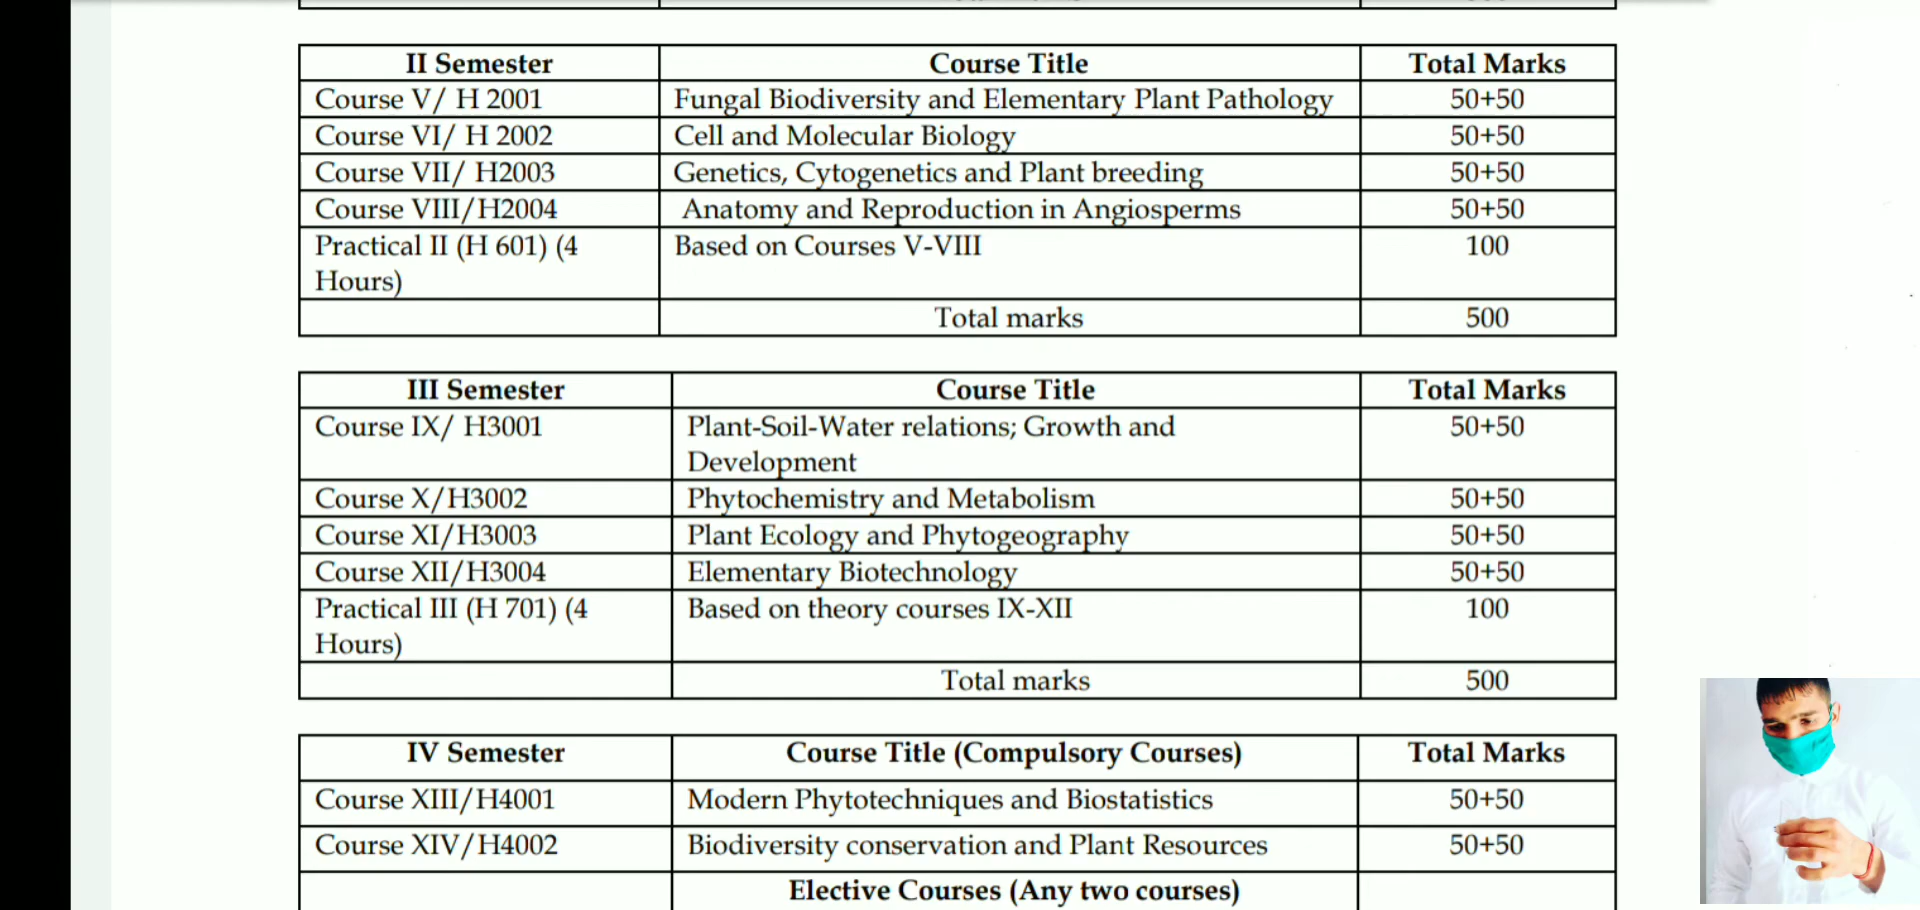 II Semester Course Title Total Marks
Course V/ H 2001 Fungal Biodiversity and Elementary Plant Pathology 50+50
Course VI/ H 2002 Cell and Molecular Biology 50+50
Course VII/ H2003 Genetics, Cytogenetics and Plant breeding 50+50
Course VIII/H2004 Anatomy and Reproduction in Angiosperms 50+50
Practical II (H 601) (4 Based on Courses V-VIII 100
Hours)
Total marks 500
III Semester Course Title Total Marks
Course IX/ H3001 Plant-Soil-Water relations; Growth and 50+50
Development
Course X/H3002 Phytochemistry and Metabolism 50+50
Course XI/H3003 Plant Ecology and Phytogeography 50+50
Course XII/H3004 Elementary Biotechnology 50+50
Practical III (H 701) (4 Based on theory courses IX-XII 100
Hours)
Total marks 500
IV Semester Course Title (Compulsory Courses) Total Marks
Course XIII/H4001 Modern Phytotechniques and Biostatistics 50+50
Course XIV/H4002 Biodiversity conservation and Plant Resources 50+50
Elective Courses (Any two courses)